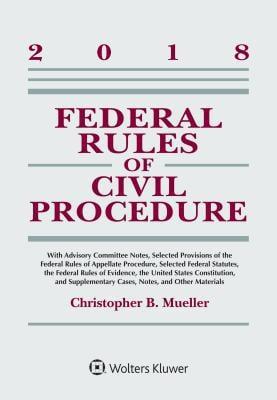 2 0 1 8
FEDERAL
RULES
OF
CIVIL
PROCEDURE
With Advisory Committee Notes, Selected Provisions of the
Federal Rules of Appellate Procedure, Selected Federal Statutes,
the Federal Rules of Evidence, the United States Constitution,
and Supplementary Cases, Notes, and Other Materials
Christopher B. Mueller
Wolters Kluwer